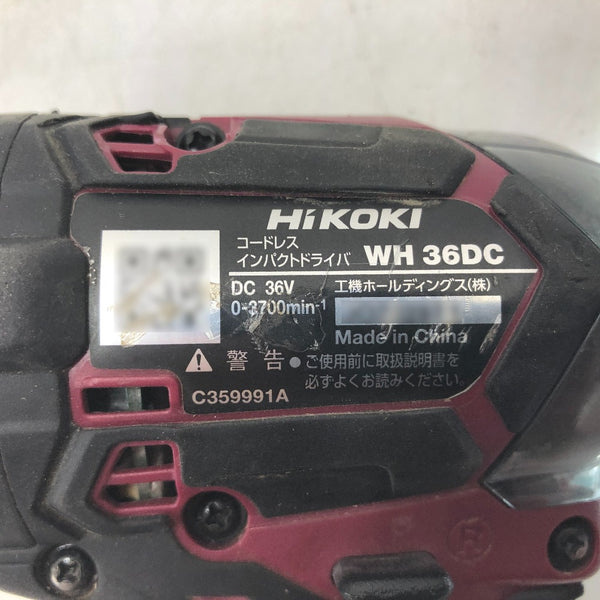 HiKOKI
コードレス
インパクトドライバ WH 36DC
DC 36V
0-3700min-1
工機ホールディングス(株)
Made in China
警告 ● ご使用前に取扱説明書を
必ずよくお読みください。
C359991A